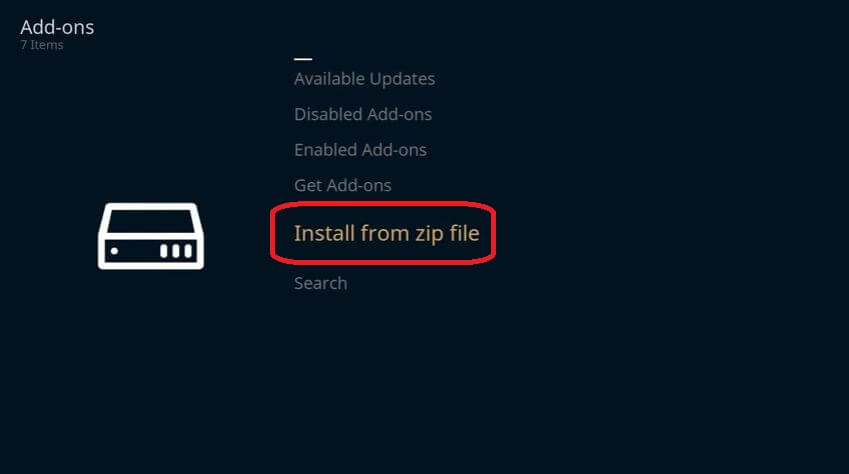 Add-ons
7 Items
Available Updates
Disabled Add-ons
Enabled Add-ons
Get Add-ons
Install from zip file
Search